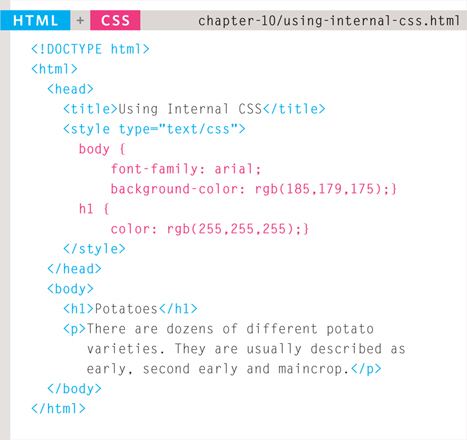 HTML + CSS chapter-10/using-internal-css.html
<!DOCTYPE html>
<html>
<head>
<title>Using Internal CSS</title>
<style type="text/css">
body {
font-family: arial;
background-color: rgb(185,179,175);}
h1 {
color: rgb(255,255,255);}
</style>
</head>
<body>
<h1>Potatoes</h1>
<p>There are dozens of different potato
varieties. They are usually described as
early, second early and maincrop.</p>
</body>
</html>